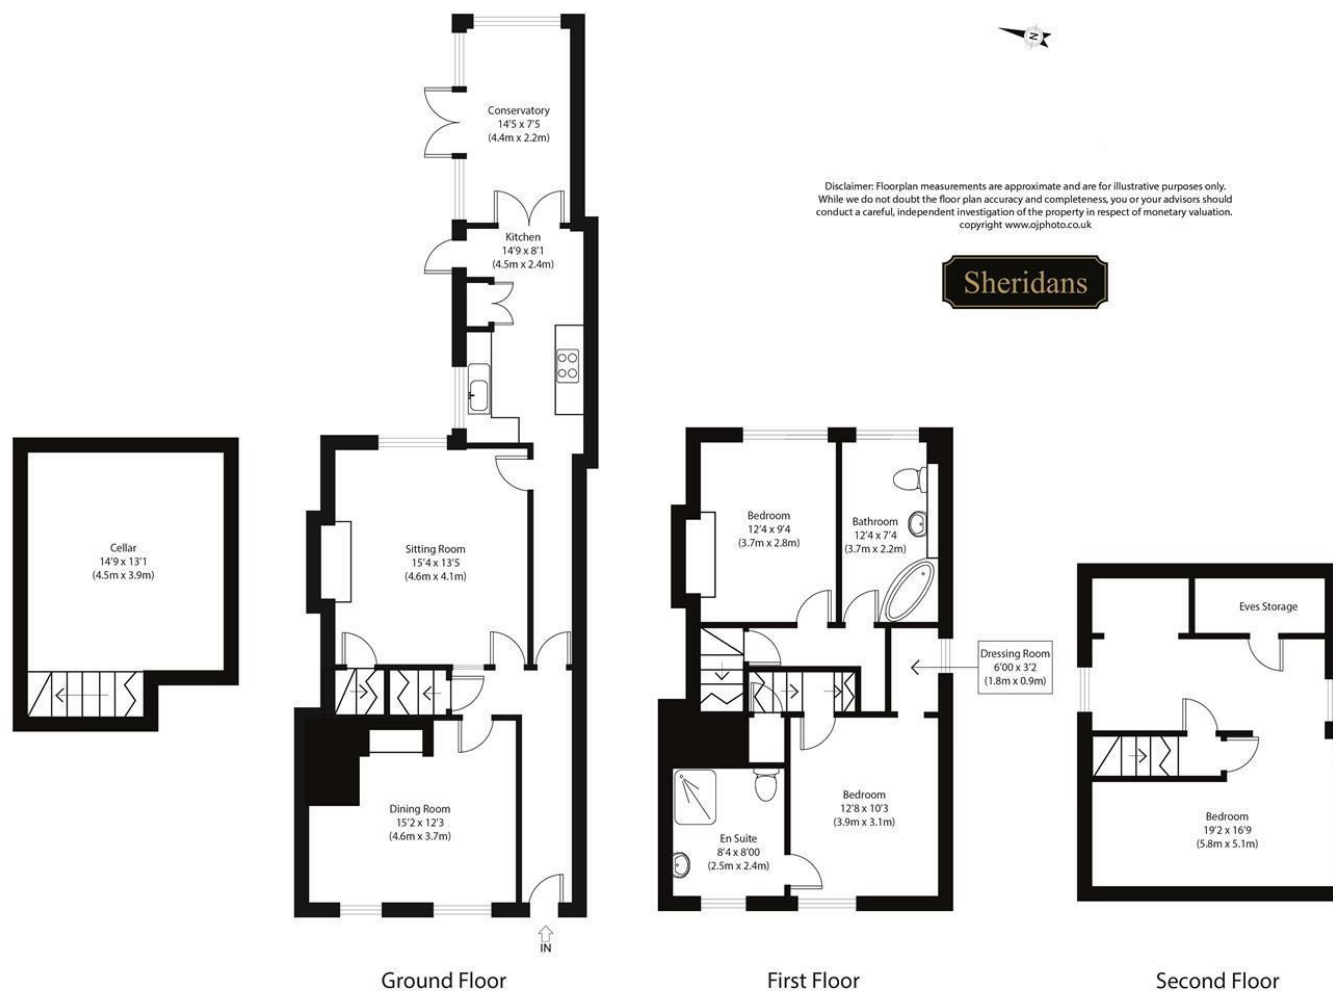 N
Conservatory
14'5 x 7'5
(4.4m x 2.2m)
Disclaimer: Floorplan measurements are approximate and are for illustrative purposes only.
While we do not doubt the floor plan accuracy and completeness, you or your advisors should
conduct a careful, independent investigation of the property in respect of monetary valuation.
copyright www.ojphoto.co.uk
Kitchen
14'9 x 8'1
(4.5m x 2.4m)
Sheridans
Cellar
14'9 x 13'1
(4.5m x 3.9m)
Sitting Room
15'4 x 13'5
(4.6m x 4.1m)
Bedroom
12'4 x 9'4
(3.7m x 2.8m)
Bathroom
12'4 x 7'4
(3.7m x 2.2m)
Eves Storage
Dressing Room
6'00 x 3'2
(1.8m x 0.9m)
Dining Room
15'2 x 12'3
(4.6m x 3.7m)
En Suite
8'4 x 8'00
(2.5m x 2.4m)
Bedroom
12'8 x 10'3
(3.9m x 3.1m)
Bedroom
19'2 x 16'9
(5.8m x 5.1m)
IN
Ground Floor
First Floor
Second Floor